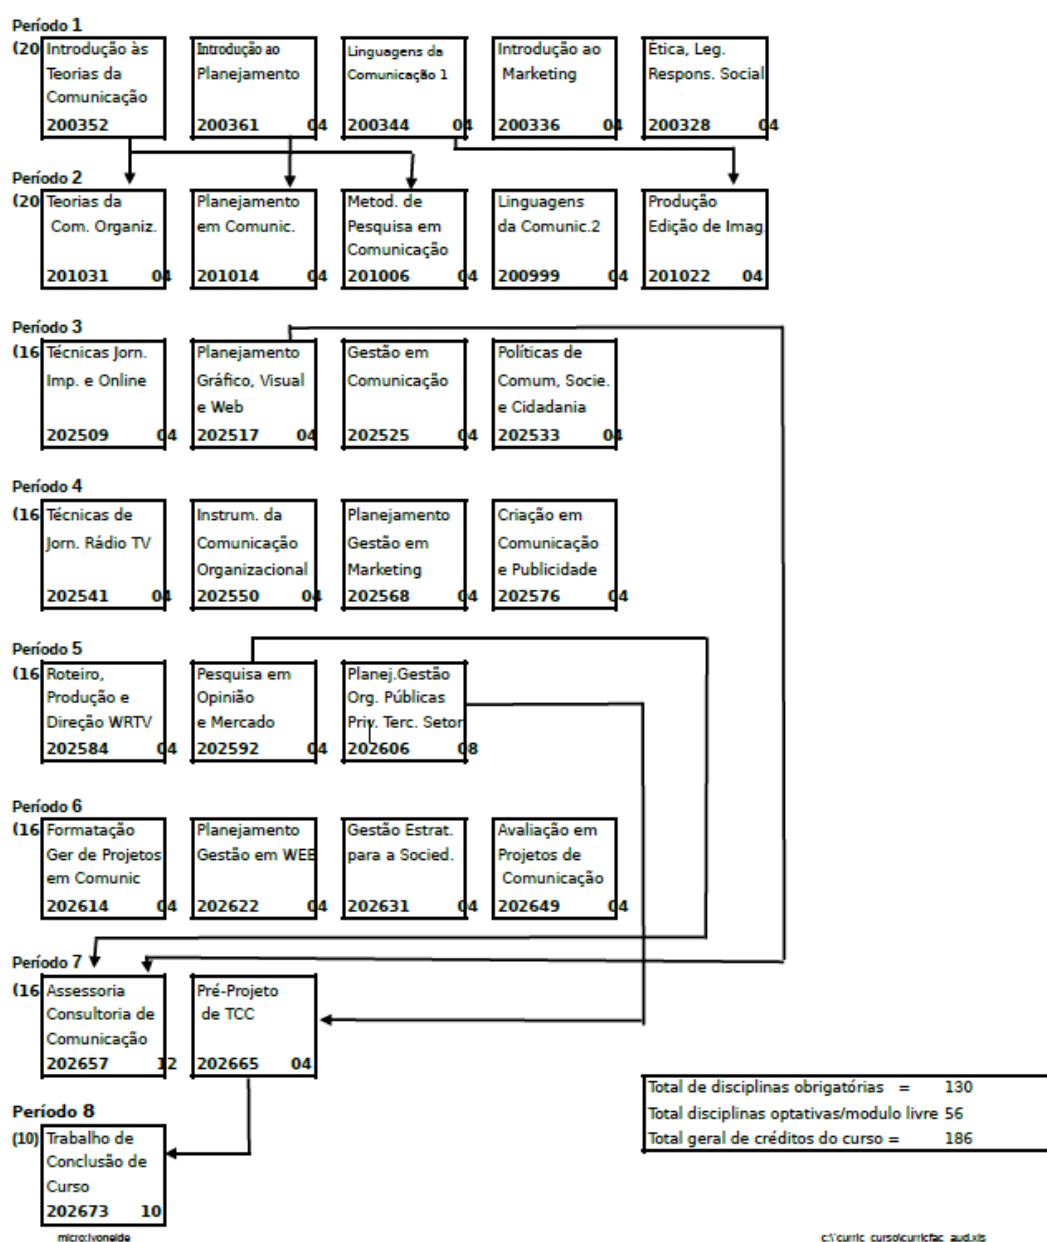 Período 1
(20 Introdução às Introdução ao Linguagens da Introdução ao Ética, Leg.
Teorias da Planejamento Comunicação 1 Marketing Respons. Social
Comunicação
200352 200361 04 200344 04 200336 04 200328 04
Período 2
(20 Teorias da Planejamento Metod. de Linguagens Produção
Com. Organiz. em Comunic. Pesquisa em da Comunic.2 Edição de Imag.
Comunicação
201031 04 201014 04 201006 04 200999 04 201022 04
Período 3
(16 Técnicas Jorn. Planejamento Gestão em Políticas de
Imp. e Online Gráfico, Visual Comunicação Comum, Socie.
e Web e Cidadania
202509 04 202517 04 202525 04 202533 04
Período 4
(16 Técnicas de Instrum. da Planejamento Criação em
Jorn. Rádio TV Comunicação Gestão em Comunicação
Organizacional Marketing e Publicidade
202541 04 202550 04 202568 04 202576 04
Período 5
(16 Roteiro, Pesquisa em Planej.Gestão
Produção e Opinião Org. Públicas
Direção WRTV e Mercado Priv. Terc. Setor
202584 04 202592 04 202606 08
Período 6
(16 Formatação Planejamento Gestão Estrat. Avaliação em
Ger de Projetos Gestão em WEB para a Socied. Projetos de
em Comunic Comunicação
202614 04 202622 04 202631 04 202649 04
Período 7
(16 Assessoria Pré-Projeto
Consultoria de de TCC
Comunicação
202657 12 202665 04
Total de disciplinas obrigatórias = 130
Total disciplinas optativas/modulo livre 56
Total geral de créditos do curso = 186
Período 8
(10) Trabalho de
Conclusão de
Curso
202673 10
micro:Ivoneide c:\\curric_curso\curricfac_aud.xls